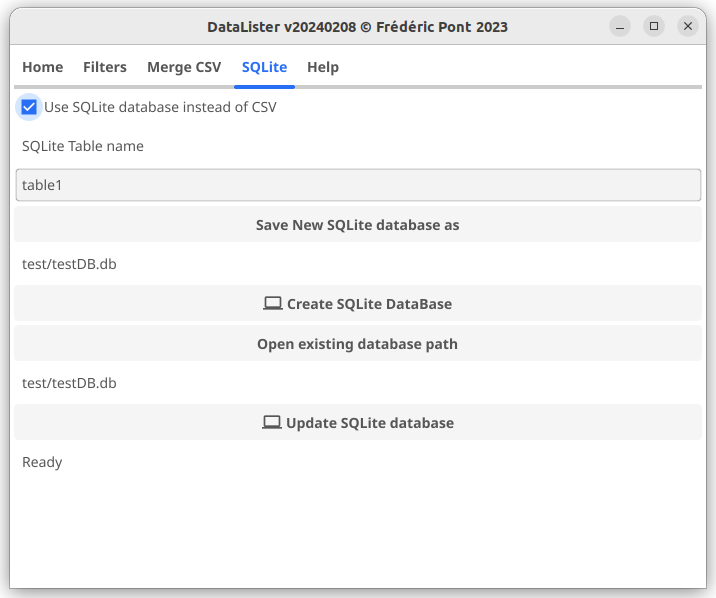 DataLister v20240208 © Frédéric Pont 2023
Home Filters Merge CSV SQLite Help
Use SQLite database instead of CSV
SQLite Table name
table1
Save New SQLite database as
test/testDB.db
Create SQLite DataBase
Open existing database path
test/testDB.db
Update SQLite database
Ready